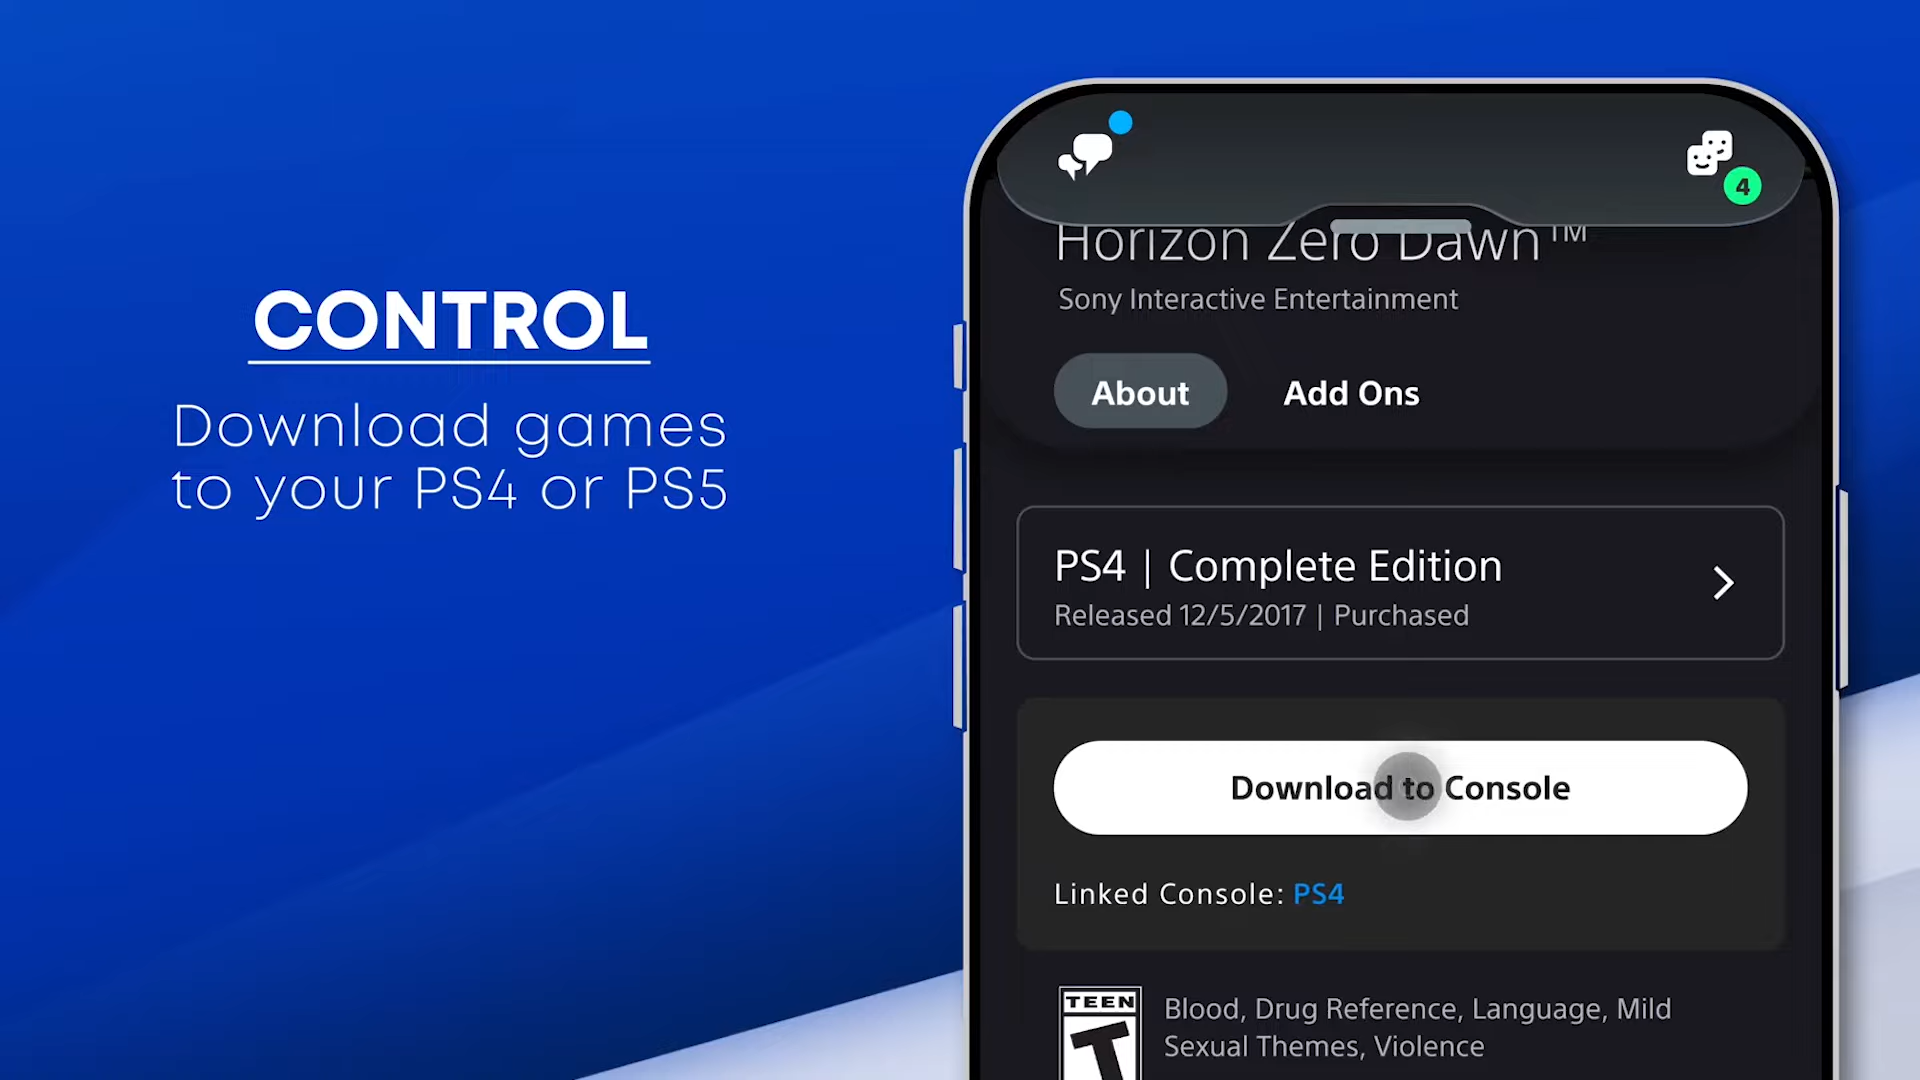 CONTROL
Download games
to your PS4 or PS5
4
Horizon Zero Dawn™
Sony Interactive Entertainment
About
Add Ons
PS4 | Complete Edition
Released 12/5/2017 | Purchased
Download to Console
Linked Console: PS4
TEEN
T
Blood, Drug Reference, Language, Mild
Sexual Themes, Violence